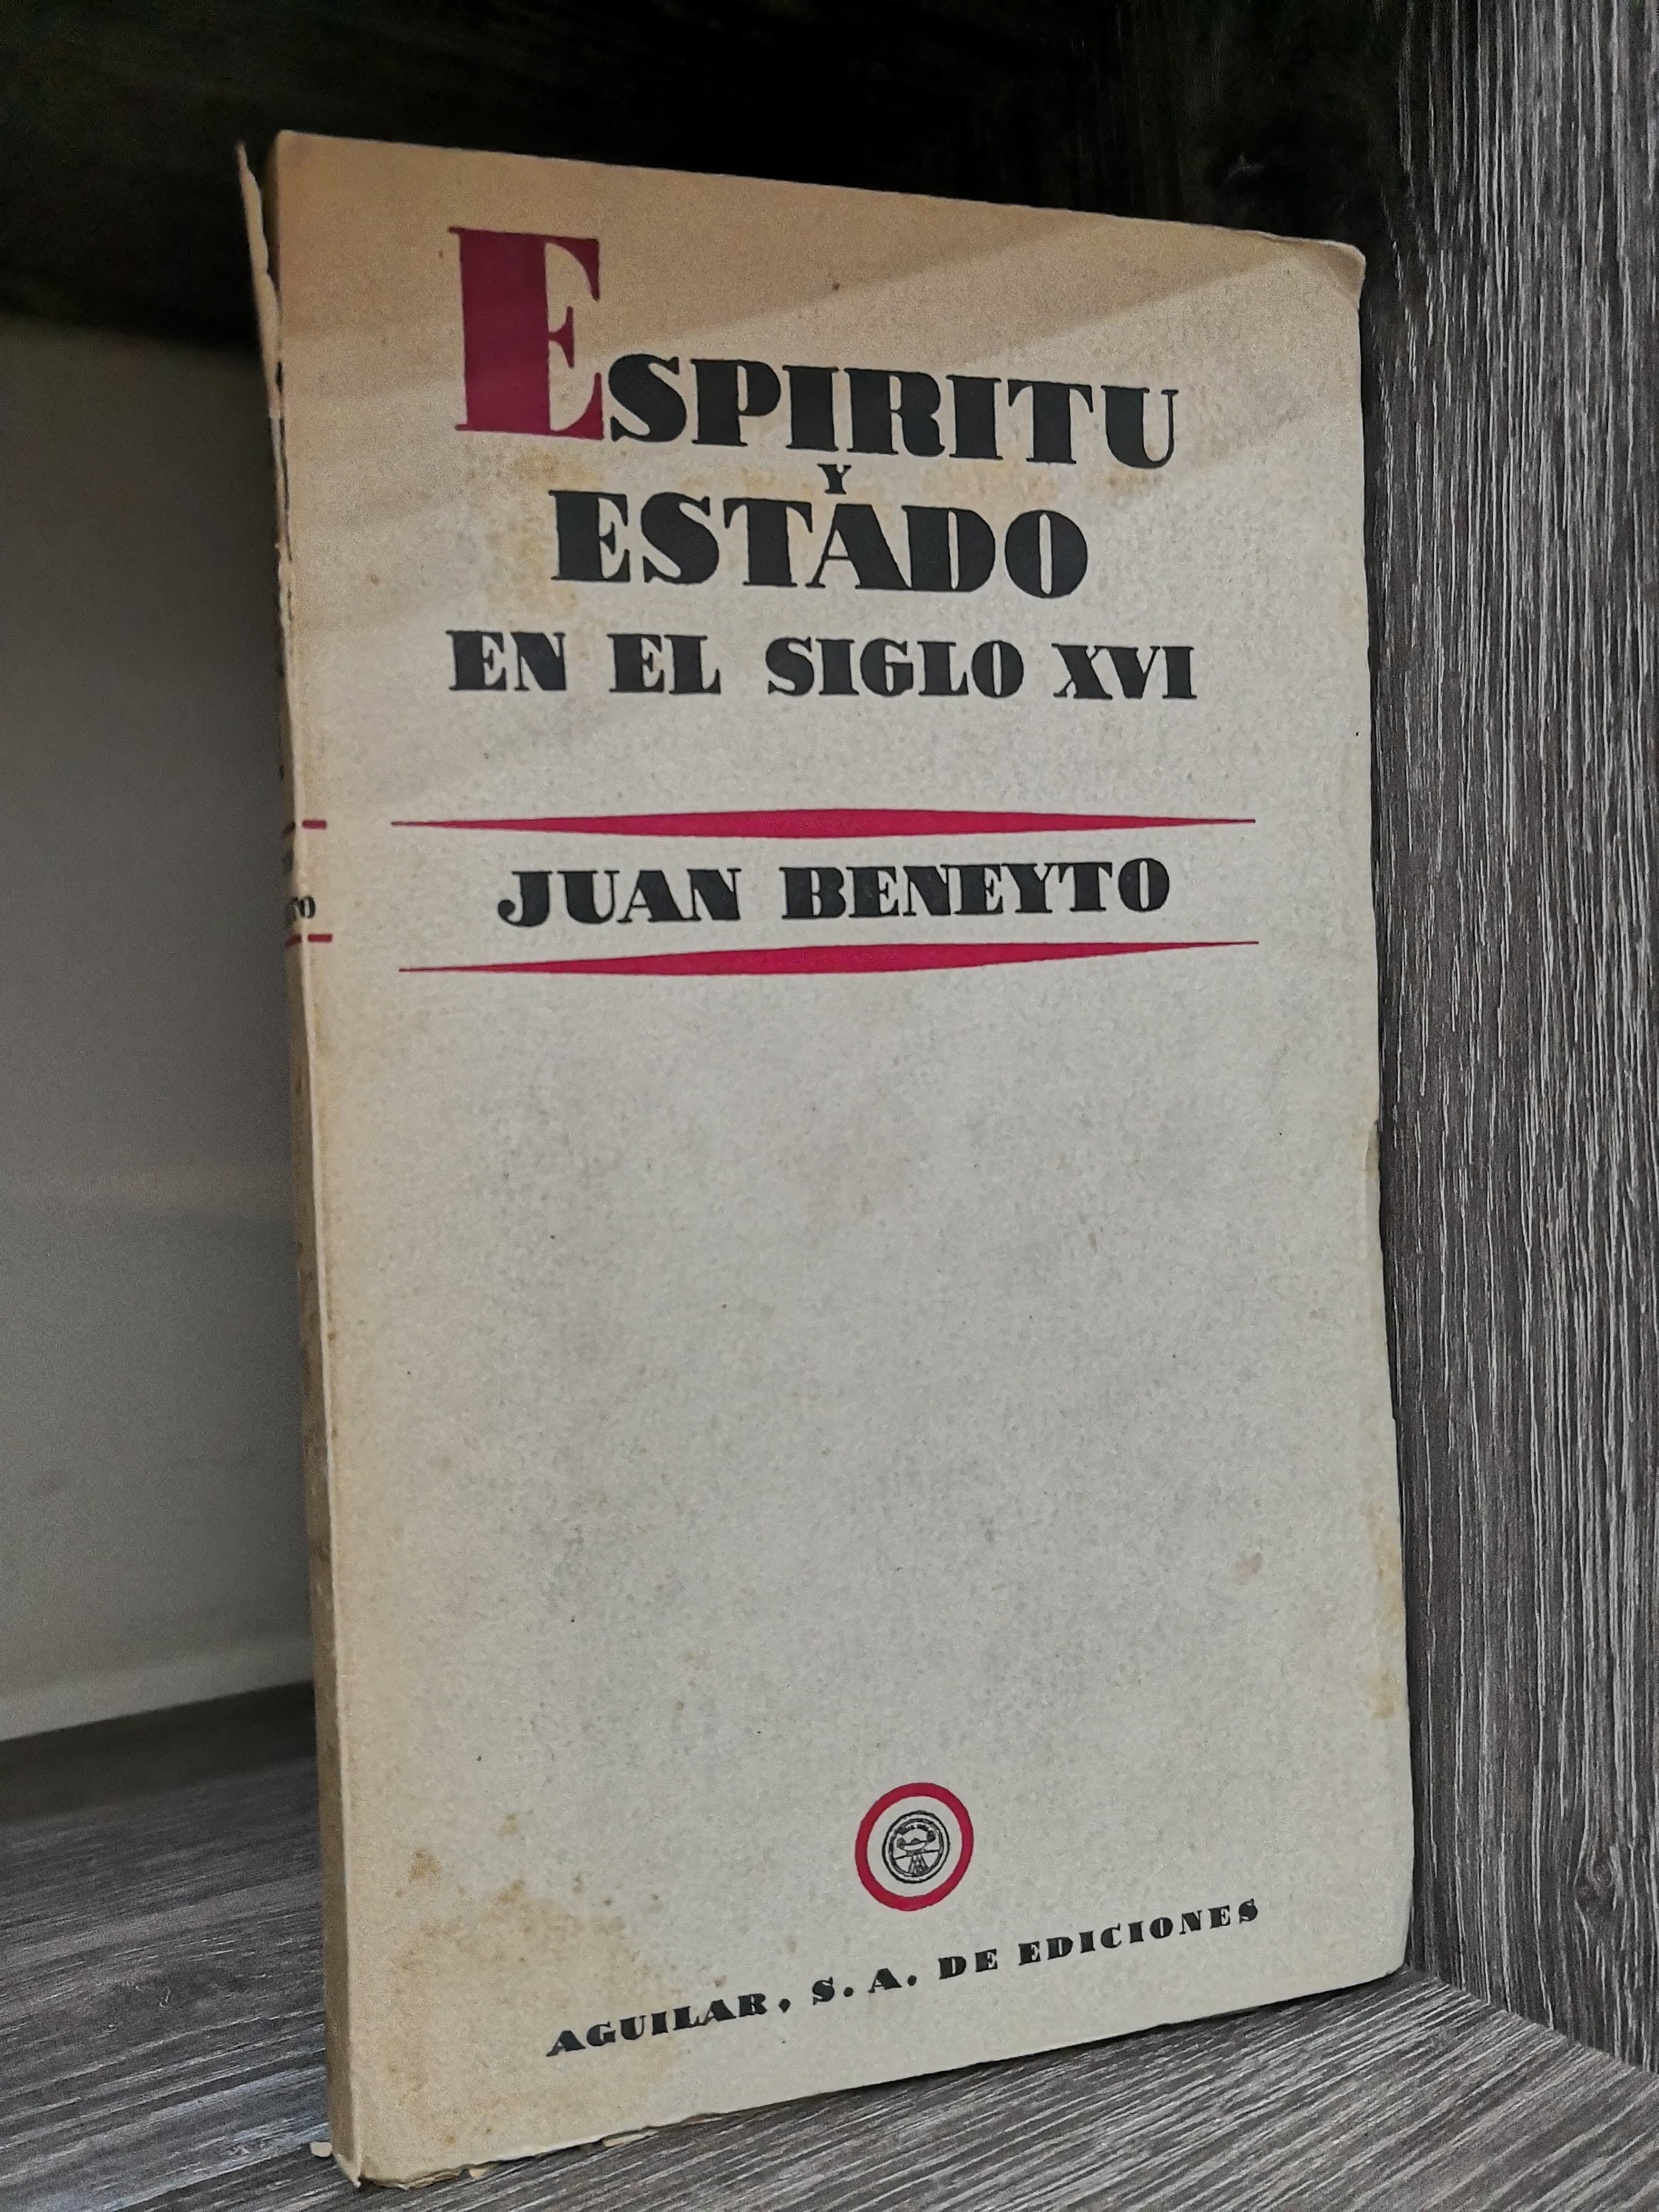 ESPIRITU
Y
ESTADO
EN EL SIGLO XVI
JUAN BENEYTO
AGUILAR, S. A. DE EDICIONES